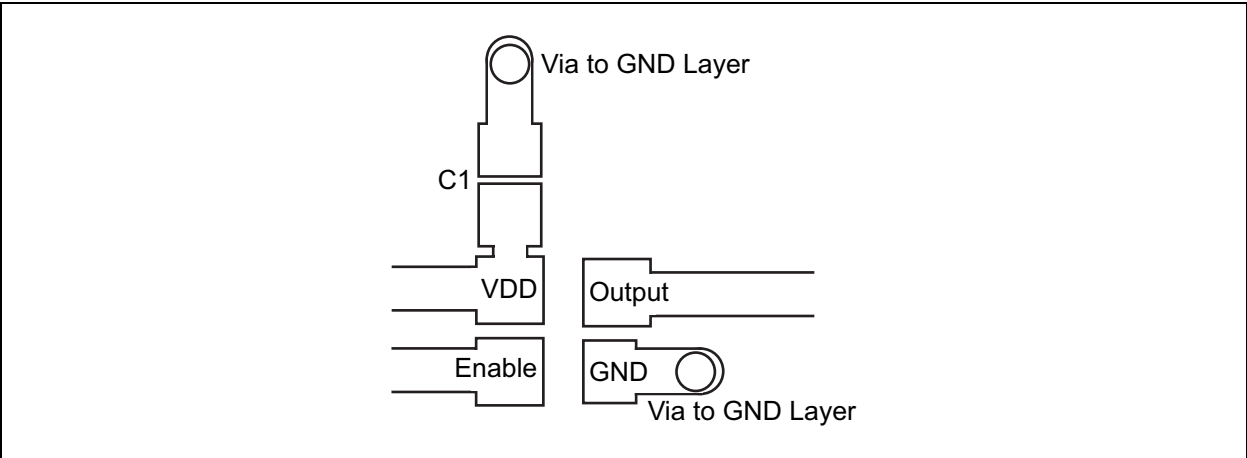 Via to GND Layer
C1
VDD
Output
Enable
GND
Via to GND Layer